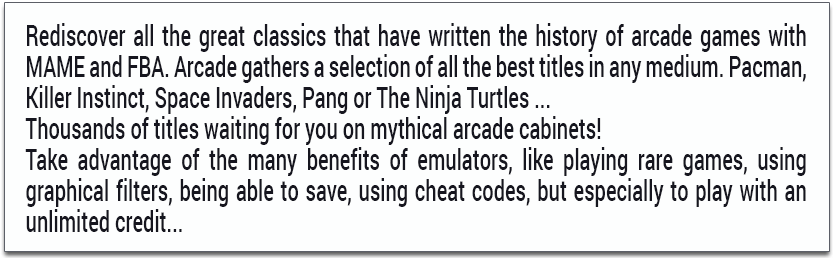 Rediscover all the great classics that have written the history of arcade games with
MAME and FBA. Arcade gathers a selection of all the best titles in any medium. Pacman,
Killer Instinct, Space Invaders, Pang or The Ninja Turtles ...
Thousands of titles waiting for you on mythical arcade cabinets!
Take advantage of the many benefits of emulators, like playing rare games, using
graphical filters, being able to save, using cheat codes, but especially to play with an
unlimited credit...